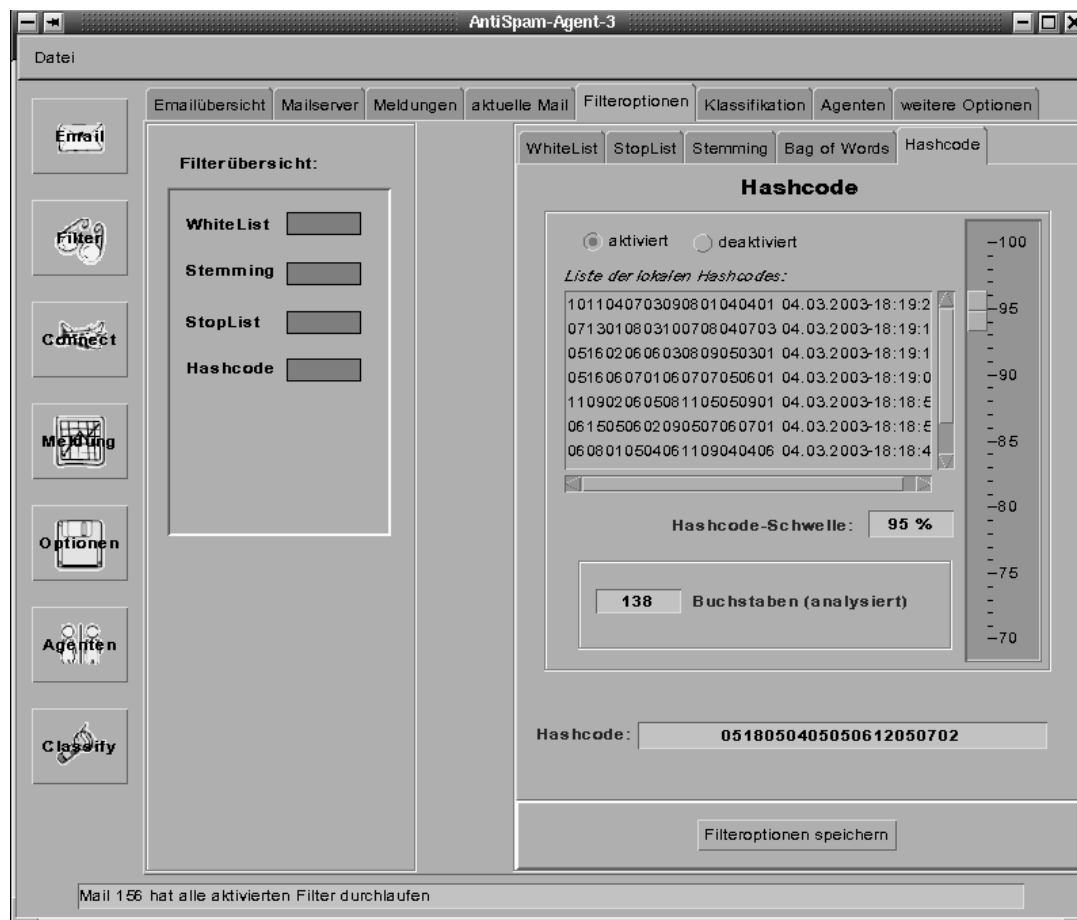 AntiSpam-Agent-3
Datei
Emailübersicht Mailserver Meldungen aktuelle Mail Filteroptionen Klassifikation Agenten weitere Optionen
Email
Filter
Connect
Meldung
Optionen
Agenten
Classify
Filterübersicht:
WhiteList
Stemming
StopList
Hashcode
WhiteList StopList Stemming Bag of Words Hashcode
Hashcode
aktiviert deaktiviert
Liste der lokalen Hashcodes:
1011040703090801040401 04.03.2003-18:19:2
0713010803100708040703 04.03.2003-18:19:1
0516020606030809050301 04.03.2003-18:19:1
0516060701060707050601 04.03.2003-18:19:0
1109020605081105050901 04.03.2003-18:18:5
0615050602090507060701 04.03.2003-18:18:5
0608010504061109040406 04.03.2003-18:18:4
Hashcode-Schwelle: 95 %
138 Buchstaben (analysiert)
100
95
90
85
80
75
70
Hashcode: 0518050405050612050702
Filteroptionen speichern
Mail 156 hat alle aktivierten Filter durchlaufen